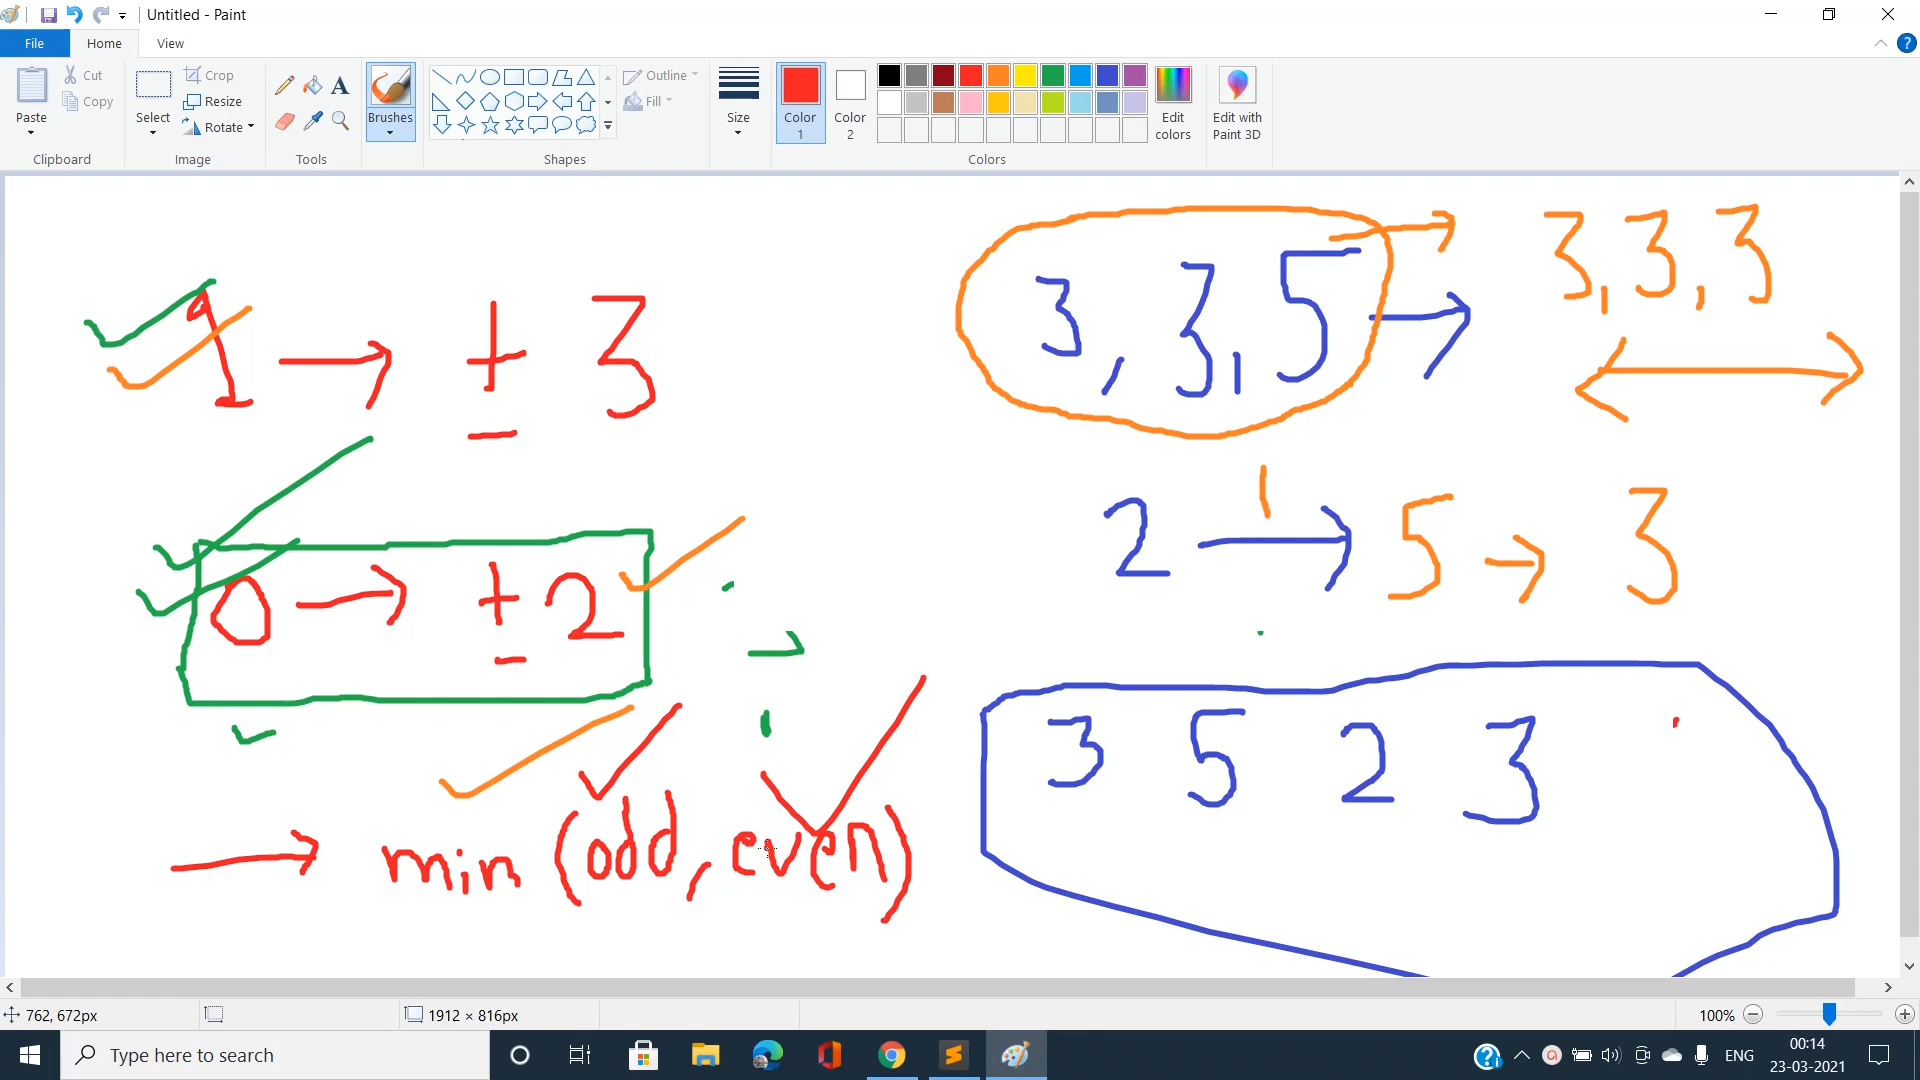 Untitled - Paint
File Home View
Paste
Cut
Copy
Clipboard
Select
Crop
Resize
Rotate
Image
Tools
Brushes
Outline
Fill
Shapes
Size
Color 1
Color 2
Edit colors
Edit with Paint 3D
Colors
1 → ± 3
0 → ± 2
→ min (odd, even)
3, 3, 5 → 3, 3, 3
1
2 → 5 → 3
3 5 2 3
762, 672px
1912 × 816px
100%
Type here to search
ENG
00:14
23-03-2021